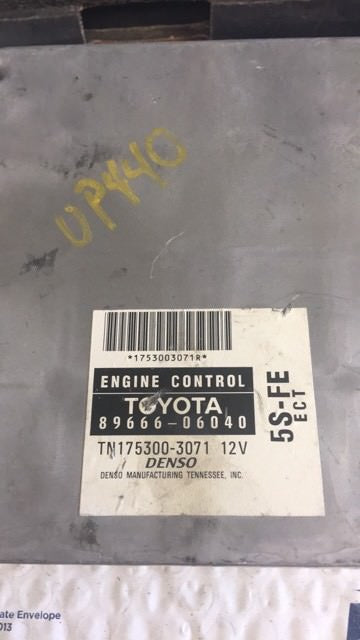 UP440
*1753003071R*
ENGINE CONTROL
TOYOTA
89666-06040
TN175300-3071 12V
DENSO
DENSO MANUFACTURING TENNESSEE, INC.
5S-FE
ECT
ate Envelope
013